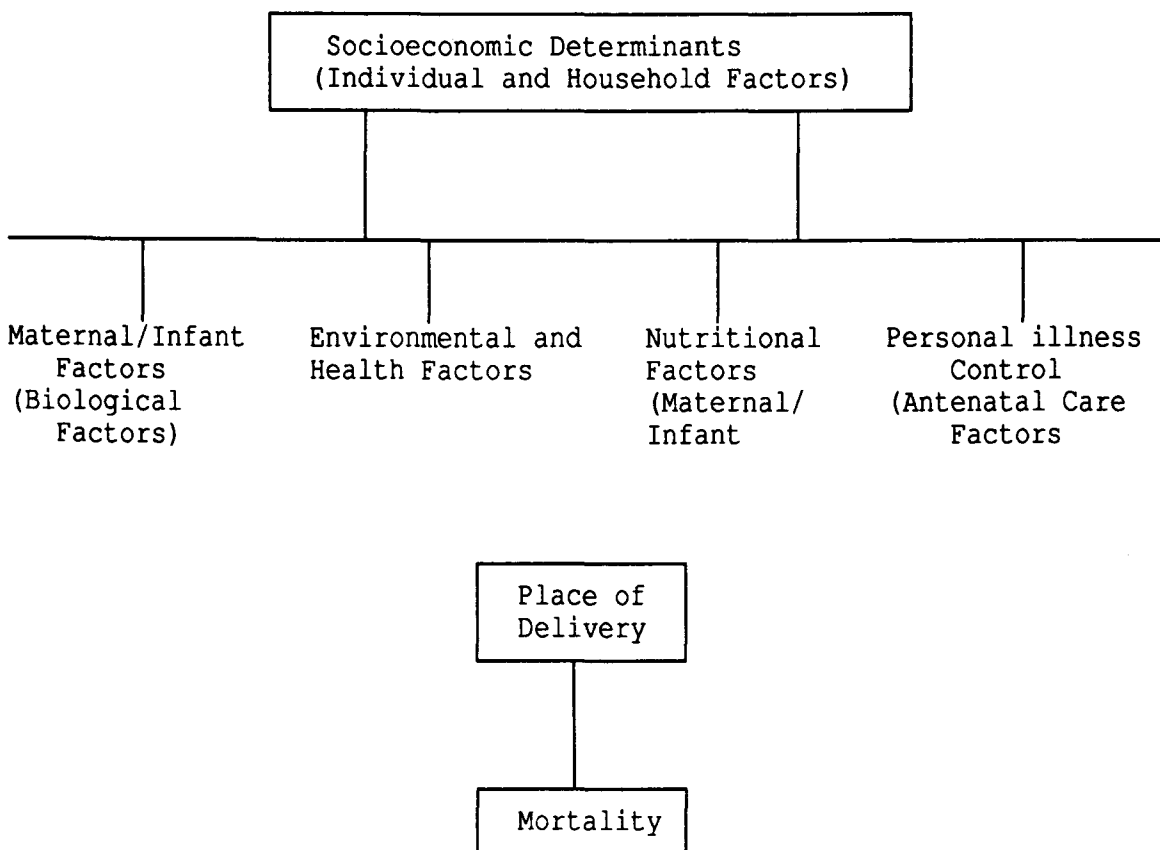 Socioeconomic Determinants
(Individual and Household Factors)
Maternal/Infant
Factors
(Biological
Factors)
Environmental and
Health Factors
Nutritional
Factors
(Maternal/
Infant
Personal illness
Control
(Antenatal Care
Factors
Place of
Delivery
Mortality